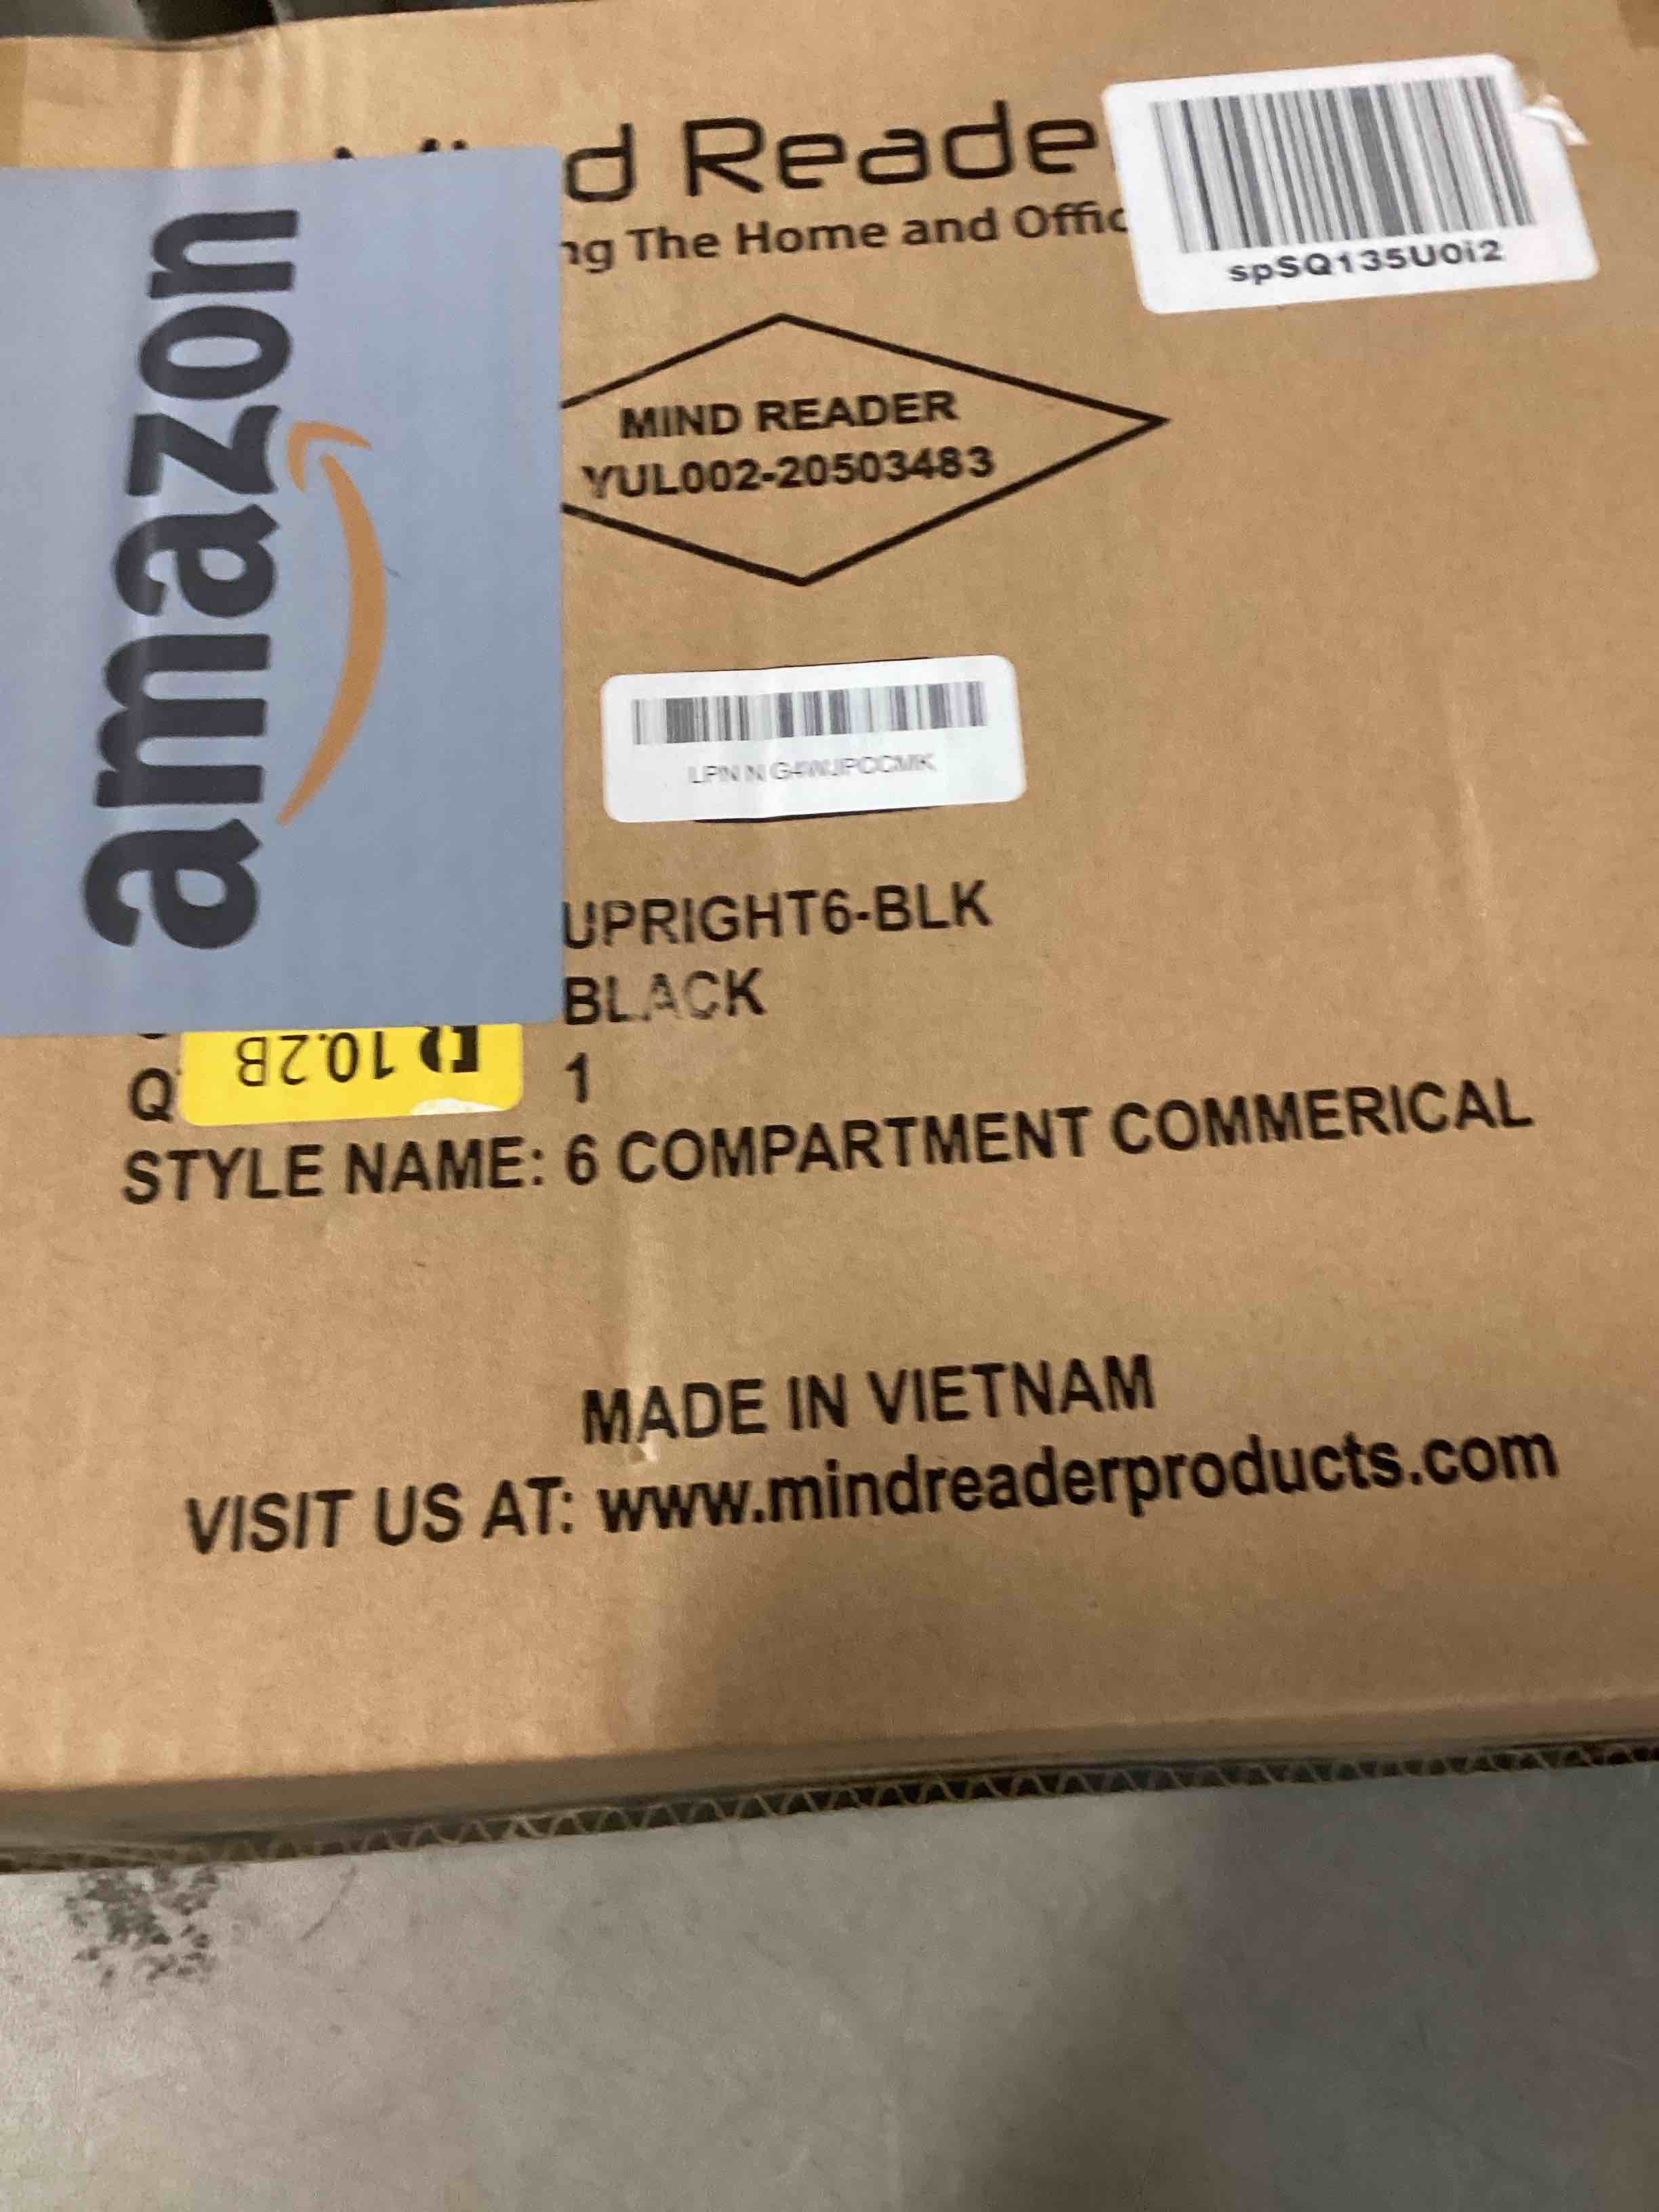 d Reade
ng The Home and Offic
spSQ135U0i2
amazon
MIND READER
YUL002-20503483
UPRIGHT6-BLK
BLACK
10.2B
Q
1
STYLE NAME: 6 COMPARTMENT COMMERICAL
MADE IN VIETNAM
VISIT US AT: www.mindreaderproducts.com